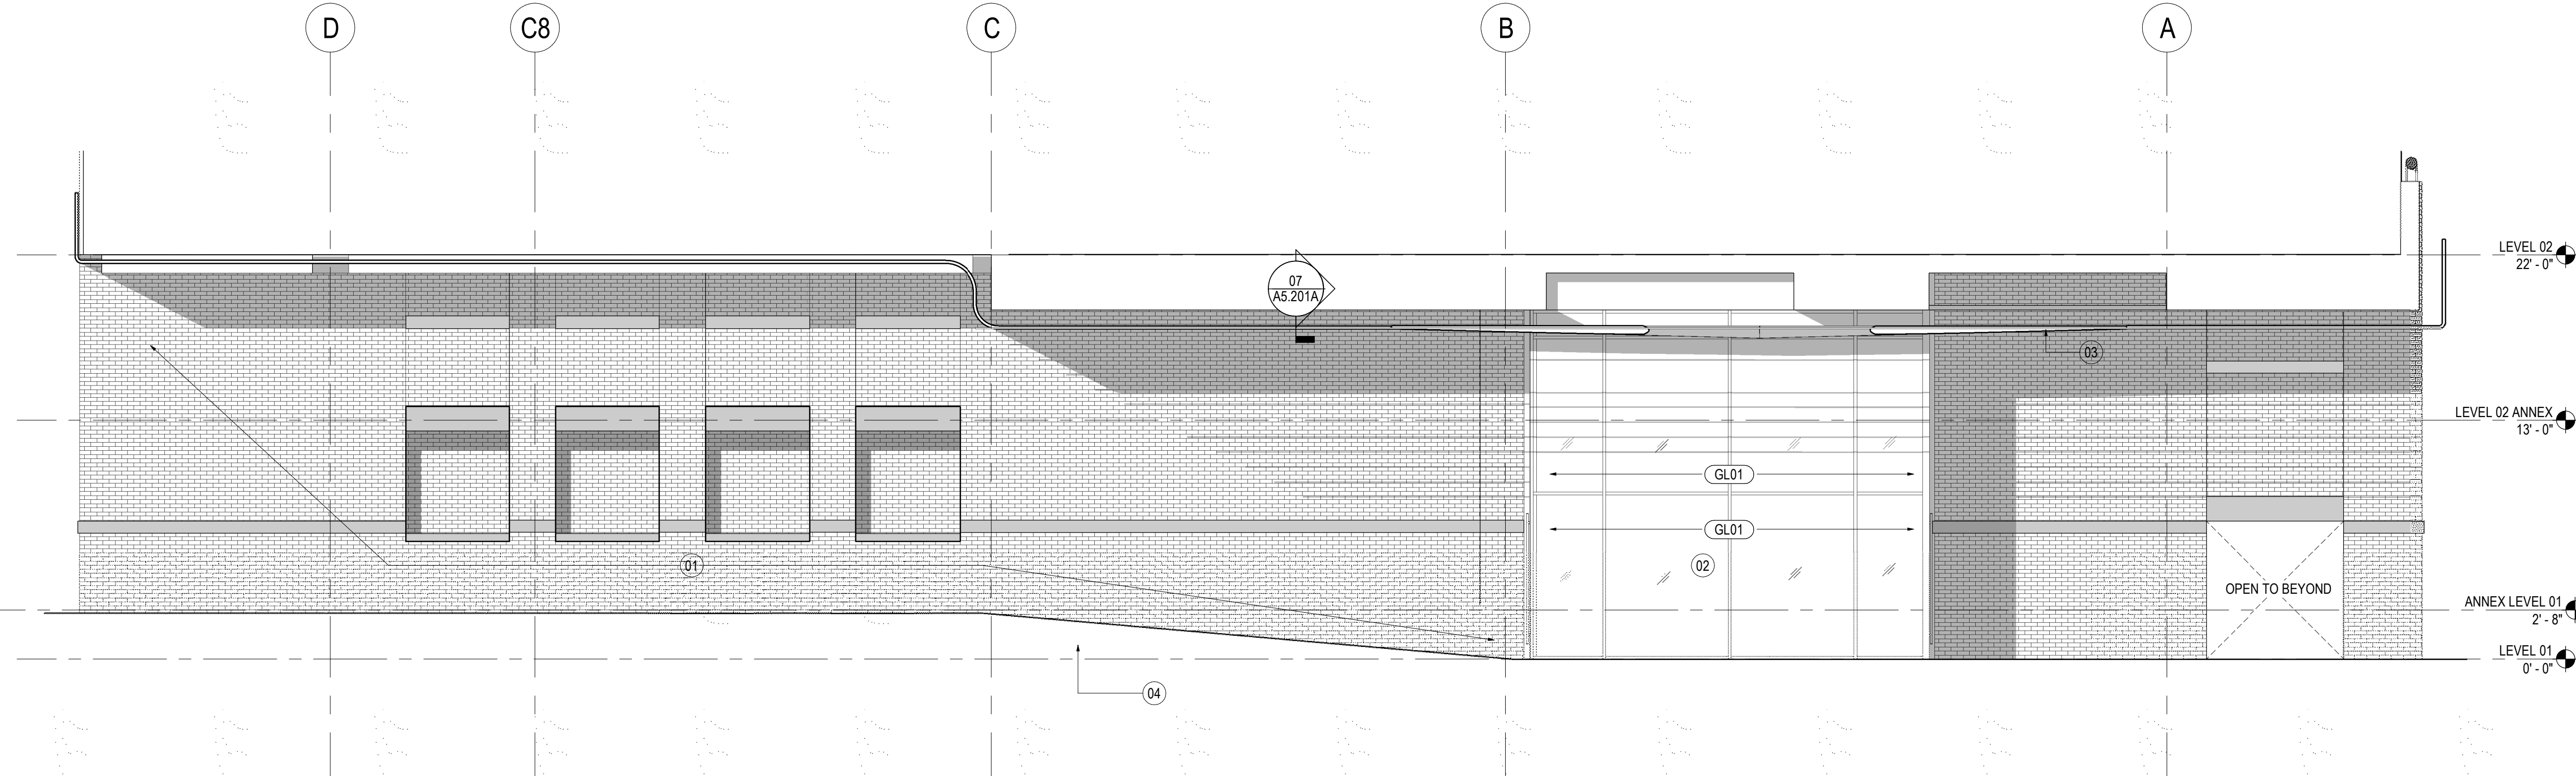 D
C8
C
B
A
LEVEL 02
22' - 0"
07
A5.201A
03
LEVEL 02 ANNEX
13' - 0"
GL01
GL01
01
02
OPEN TO BEYOND
ANNEX LEVEL 01
2' - 8"
LEVEL 01
0' - 0"
04